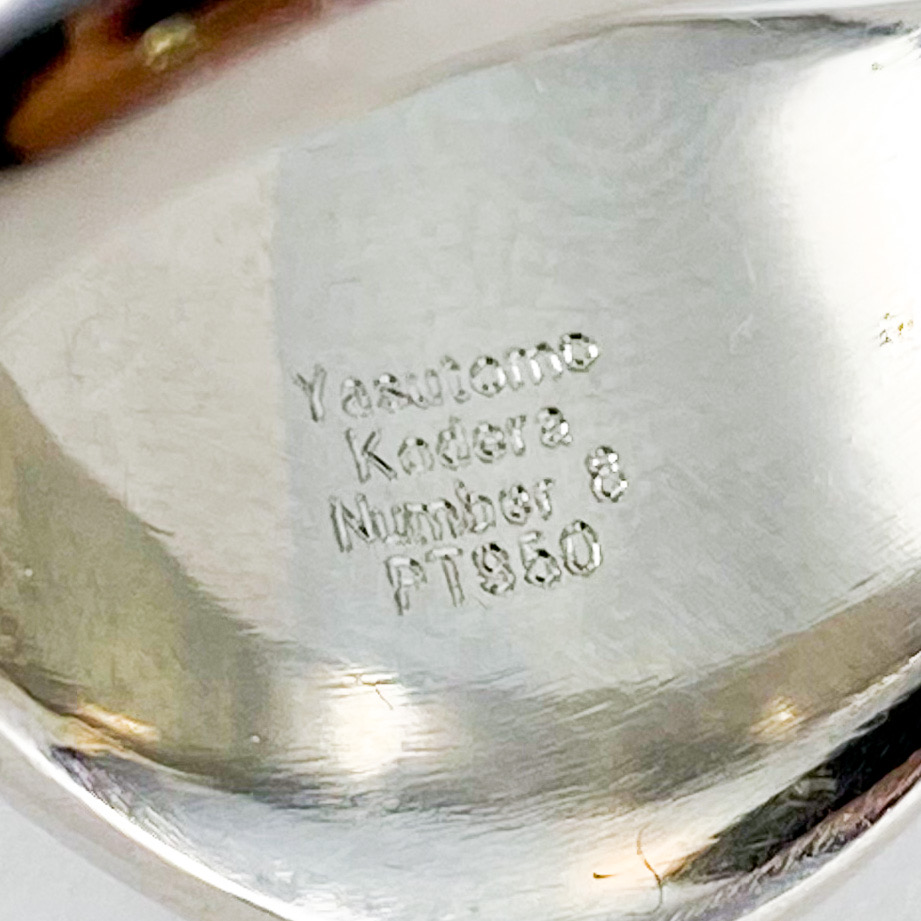 Yasutomo
Kodera
Number 8
PT950